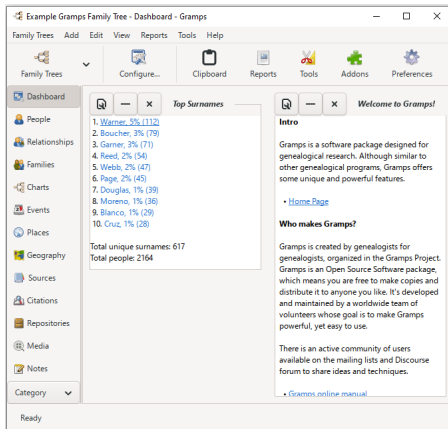 Example Gramps Family Tree - Dashboard - Gramps
Family Trees Add Edit View Reports Tools Help
Family Trees Configure... Clipboard Reports Tools Addons Preferences
Dashboard
People
Relationships
Families
Charts
Events
Places
Geography
Sources
Citations
Repositories
Media
Notes
Category
Top Surnames
1. Warner, 5% (112)
2. Boucher, 3% (79)
3. Garner, 3% (71)
4. Reed, 2% (54)
5. Webb, 2% (47)
6. Page, 2% (45)
7. Douglas, 1% (39)
8. Moreno, 1% (36)
9. Blanco, 1% (29)
10. Cruz, 1% (28)
Total unique surnames: 617
Total people: 2164
Welcome to Gramps!
Intro
Gramps is a software package designed for
genealogical research. Although similar to
other genealogical programs, Gramps offers
some unique and powerful features.
• Home Page
Who makes Gramps?
Gramps is created by genealogists for
genealogists, organized in the Gramps Project.
Gramps is an Open Source Software package,
which means you are free to make copies and
distribute it to anyone you like. It's developed
and maintained by a worldwide team of
volunteers whose goal is to make Gramps
powerful, yet easy to use.
There is an active community of users
available on the mailing lists and Discourse
forum to share ideas and techniques.
• Gramps online manual
Ready